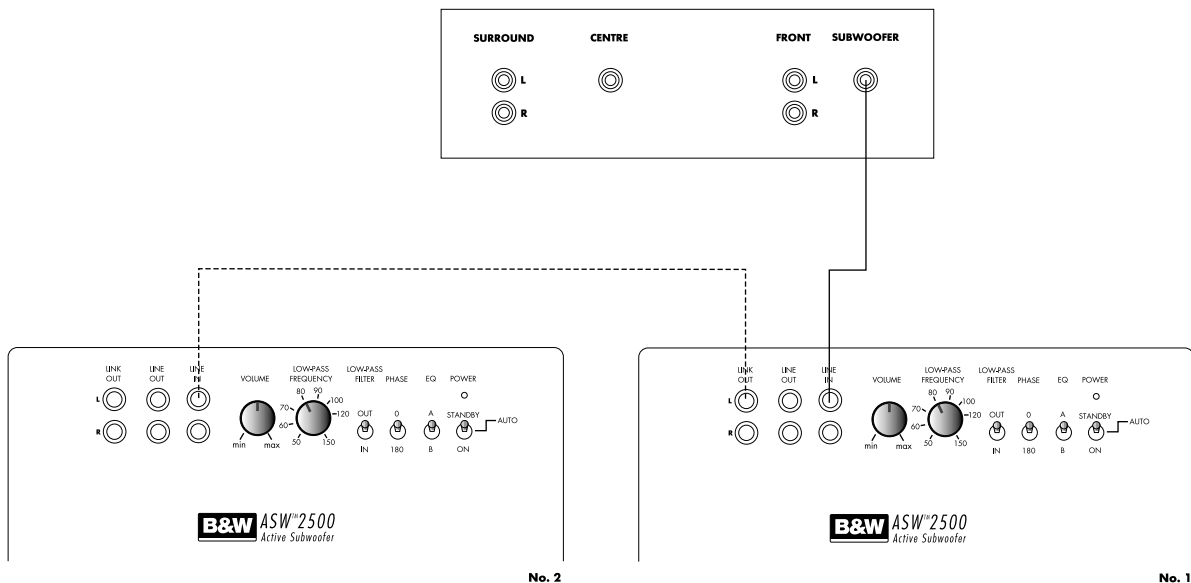 SURROUND CENTRE FRONT SUBWOOFER
L L
R R
LINK OUT LINE OUT LINE IN VOLUME LOW-PASS FREQUENCY LOW-PASS FILTER PHASE EQ POWER
L
R
min max
50 60 70 80 90 100 120 150
OUT 0 A STANDBY AUTO
IN 180 B ON
B&W ASW™2500
Active Subwoofer
No. 2
LINK OUT LINE OUT LINE IN VOLUME LOW-PASS FREQUENCY LOW-PASS FILTER PHASE EQ POWER
L
R
min max
50 60 70 80 90 100 120 150
OUT 0 A STANDBY AUTO
IN 180 B ON
B&W ASW™2500
Active Subwoofer
No. 1